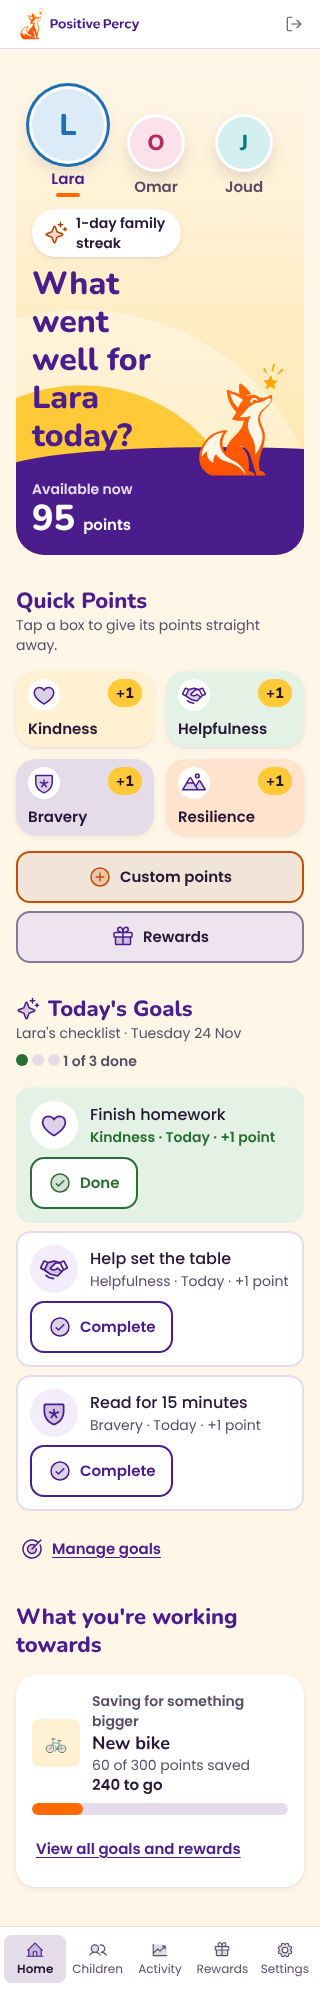 Positive Percy
L
O
J
Lara
Omar
Joud
1-day family
streak
What
went
well for
Lara
today?
Available now
95 points
Quick Points
Tap a box to give its points straight
away.
+1
Kindness
+1
Helpfulness
+1
Bravery
+1
Resilience
Custom points
Rewards
Today's Goals
Lara's checklist · Tuesday 24 Nov
1 of 3 done
Finish homework
Kindness · Today · +1 point
Done
Help set the table
Helpfulness · Today · +1 point
Complete
Read for 15 minutes
Bravery · Today · +1 point
Complete
Manage goals
What you're working
towards
Saving for something
bigger
New bike
60 of 300 points saved
240 to go
View all goals and rewards
Home
Children
Activity
Rewards
Settings